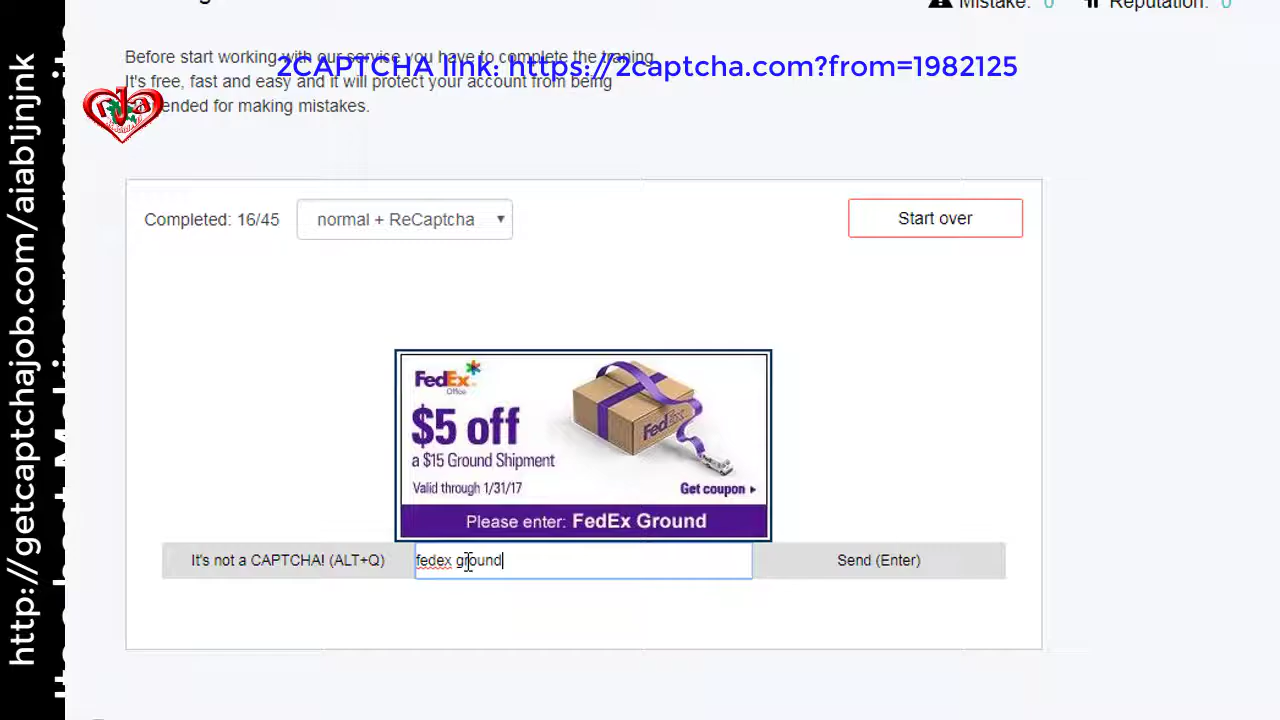 Mistake: 0 Reputation: 0
Before start working with our service you have to complete the traning.
It's free, fast and easy and it will protect your account from being
ended for making mistakes.
2CAPTCHA link: https://2captcha.com?from=1982125
http://getcaptchajob.com/aiab1jnjnk
Completed: 16/45
normal + ReCaptcha
Start over
FedEx
Office
$5 off
a $15 Ground Shipment
Valid through 1/31/17
Get coupon
FedEx
Please enter: FedEx Ground
It's not a CAPTCHA! (ALT+Q)
fedex ground
Send (Enter)